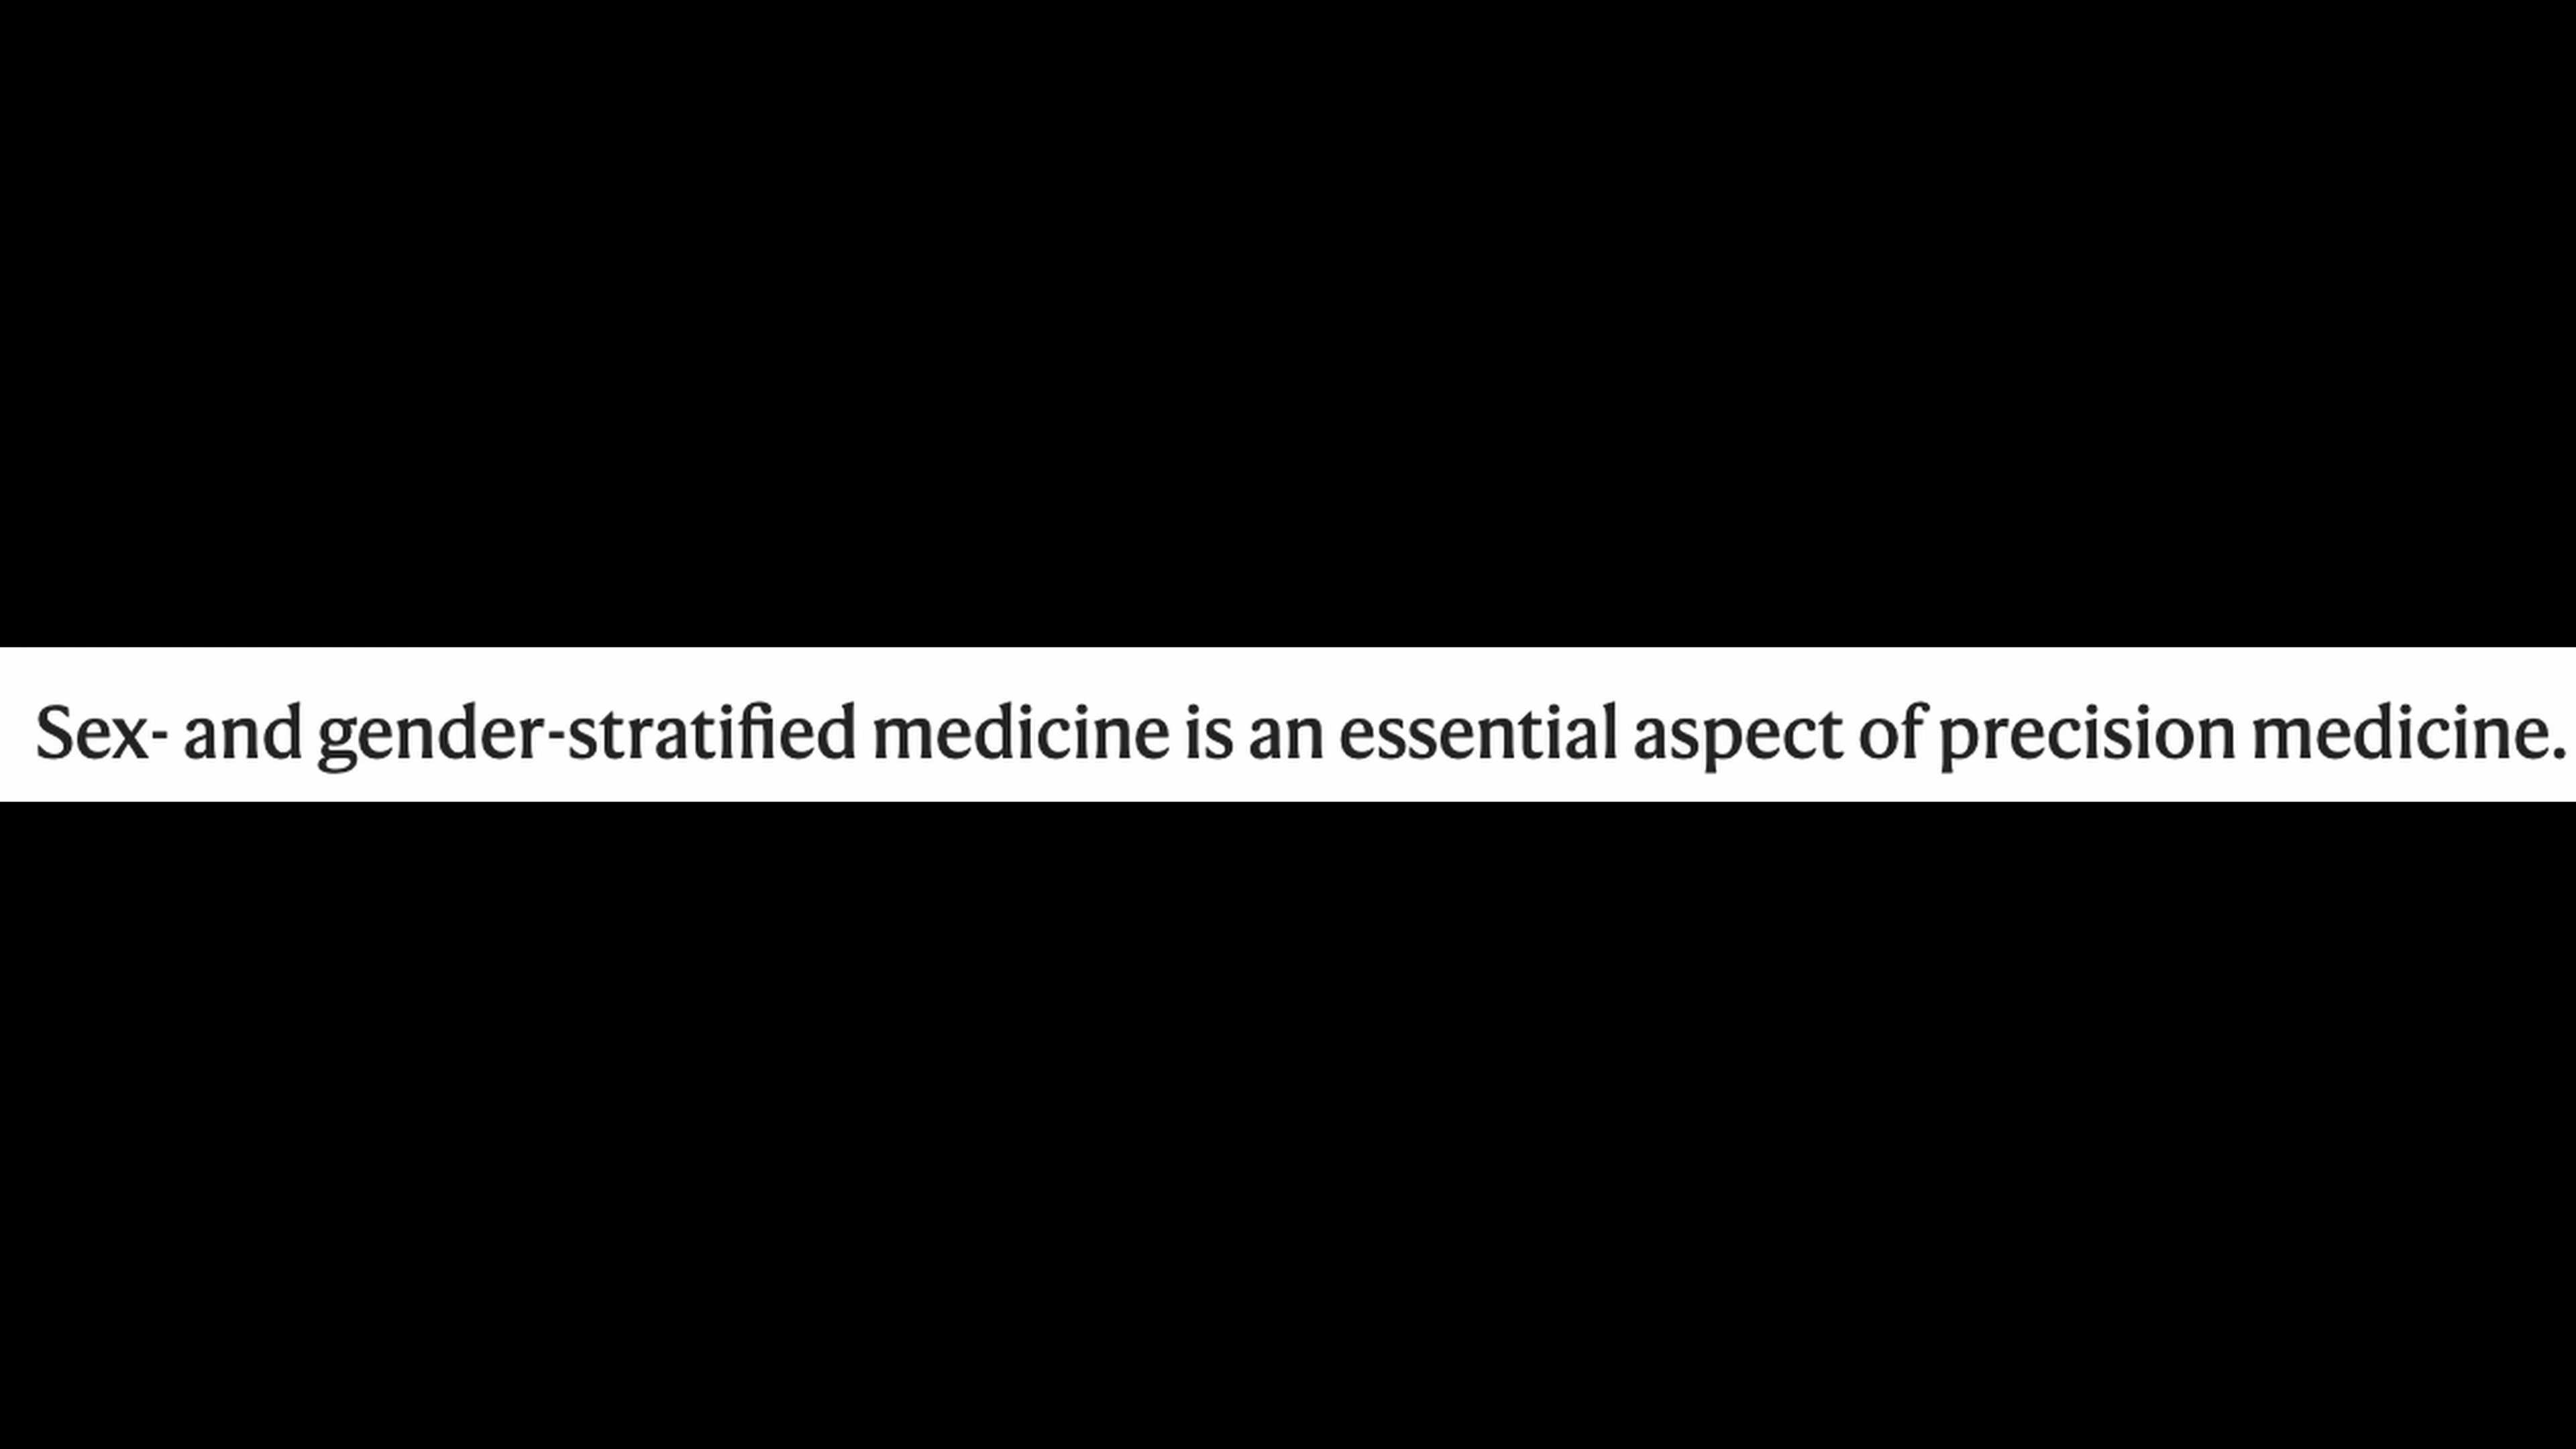 Sex- and gender-stratified medicine is an essential aspect of precision medicine.